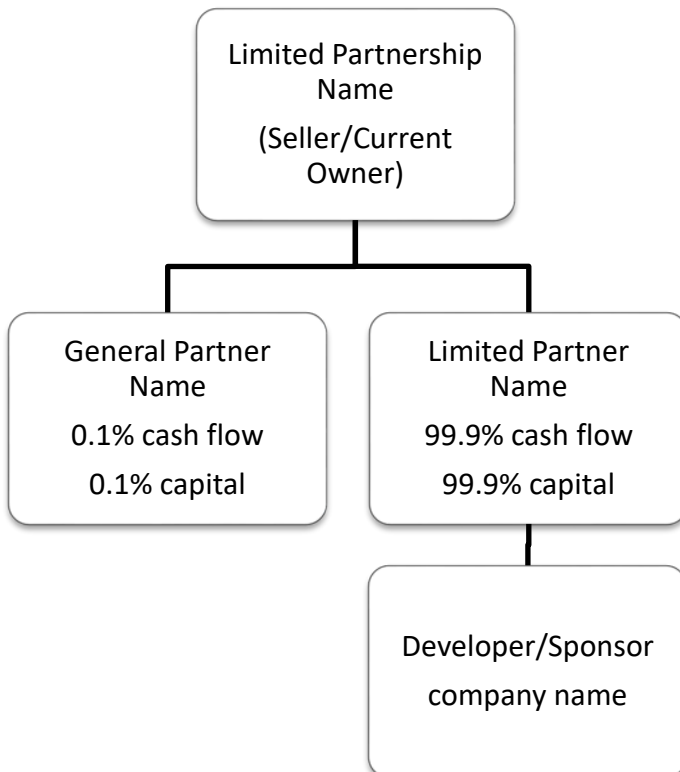 Limited Partnership
Name
(Seller/Current
Owner)
General Partner
Name
0.1% cash flow
0.1% capital
Limited Partner
Name
99.9% cash flow
99.9% capital
Developer/Sponsor
company name